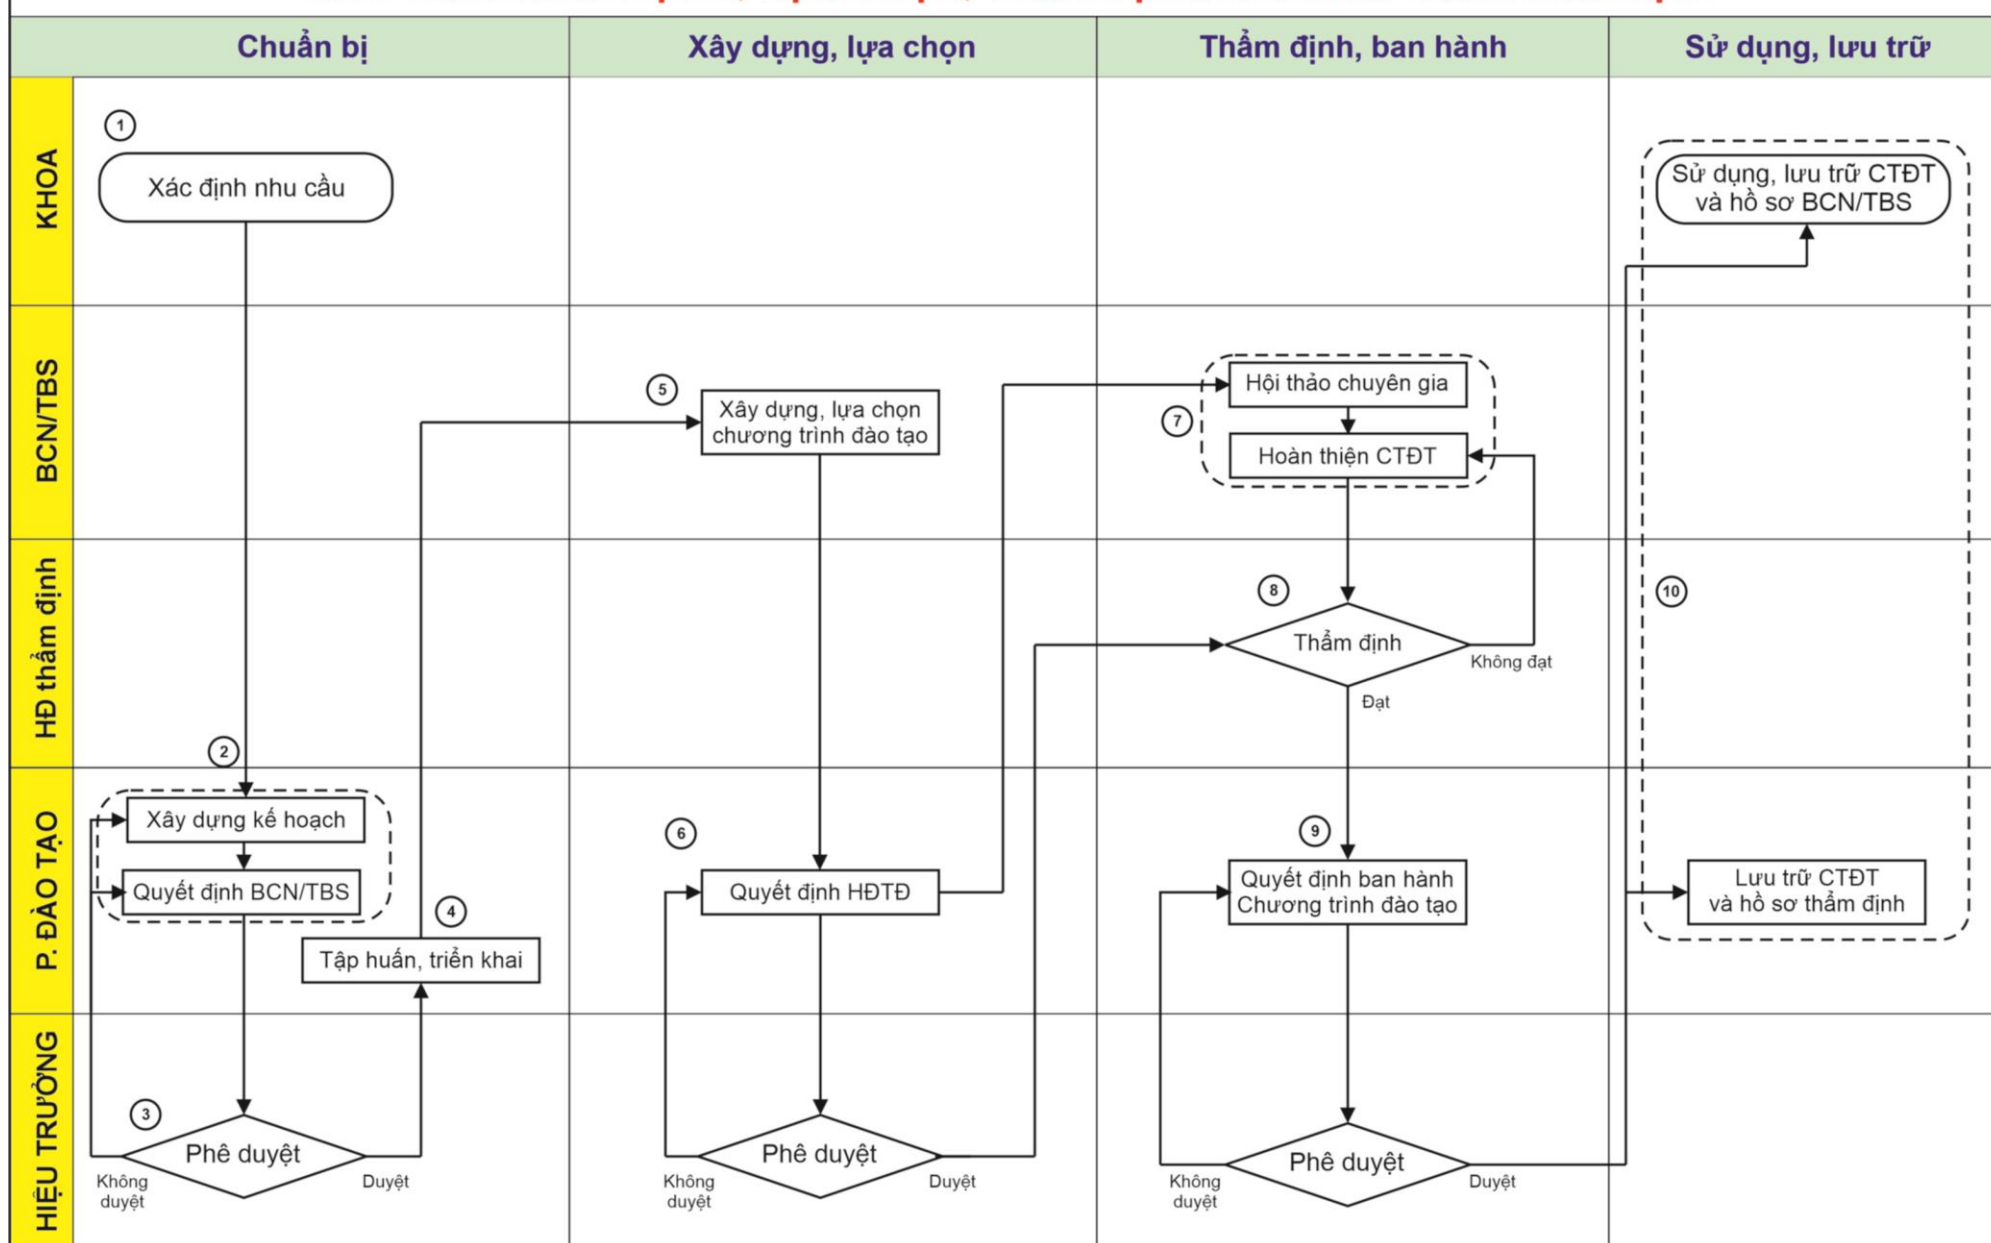 Chuẩn bị
Xây dựng, lựa chọn
Thẩm định, ban hành
Sử dụng, lưu trữ
KHOA
1
Xác định nhu cầu
Sử dụng, lưu trữ CTĐT
và hồ sơ BCN/TBS
BCN/TBS
5
Xây dựng, lựa chọn
chương trình đào tạo
7
Hội thảo chuyên gia
Hoàn thiện CTĐT
HĐ thẩm định
8
Thẩm định
Không đạt
Đạt
10
2
P. ĐÀO TẠO
Xây dựng kế hoạch
Quyết định BCN/TBS
4
Tập huấn, triển khai
6
Quyết định HĐTĐ
9
Quyết định ban hành
Chương trình đào tạo
Lưu trữ CTĐT
và hồ sơ thẩm định
HIỆU TRƯỞNG
3
Phê duyệt
Không
duyệt
Duyệt
Phê duyệt
Không
duyệt
Duyệt
Phê duyệt
Không
duyệt
Duyệt